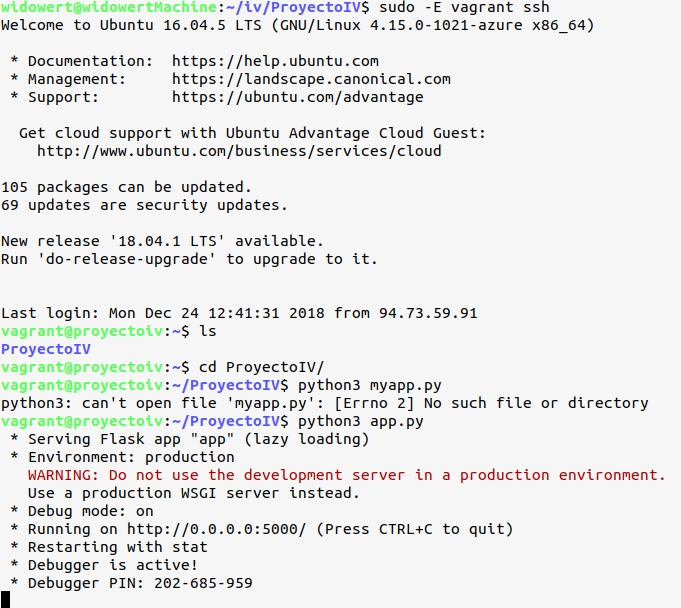 widowert@widowertMachine:~/iv/ProyectoIV$ sudo -E vagrant ssh
Welcome to Ubuntu 16.04.5 LTS (GNU/Linux 4.15.0-1021-azure x86_64)
* Documentation:  https://help.ubuntu.com
* Management:     https://landscape.canonical.com
* Support:        https://ubuntu.com/advantage
Get cloud support with Ubuntu Advantage Cloud Guest:
http://www.ubuntu.com/business/services/cloud
105 packages can be updated.
69 updates are security updates.
New release '18.04.1 LTS' available.
Run 'do-release-upgrade' to upgrade to it.
Last login: Mon Dec 24 12:41:31 2018 from 94.73.59.91
vagrant@proyectoiv:~$ ls
ProyectoIV
vagrant@proyectoiv:~$ cd ProyectoIV/
vagrant@proyectoiv:~/ProyectoIV$ python3 myapp.py
python3: can't open file 'myapp.py': [Errno 2] No such file or directory
vagrant@proyectoiv:~/ProyectoIV$ python3 app.py
* Serving Flask app "app" (lazy loading)
* Environment: production
WARNING: Do not use the development server in a production environment.
Use a production WSGI server instead.
* Debug mode: on
* Running on http://0.0.0.0:5000/ (Press CTRL+C to quit)
* Restarting with stat
* Debugger is active!
* Debugger PIN: 202-685-959